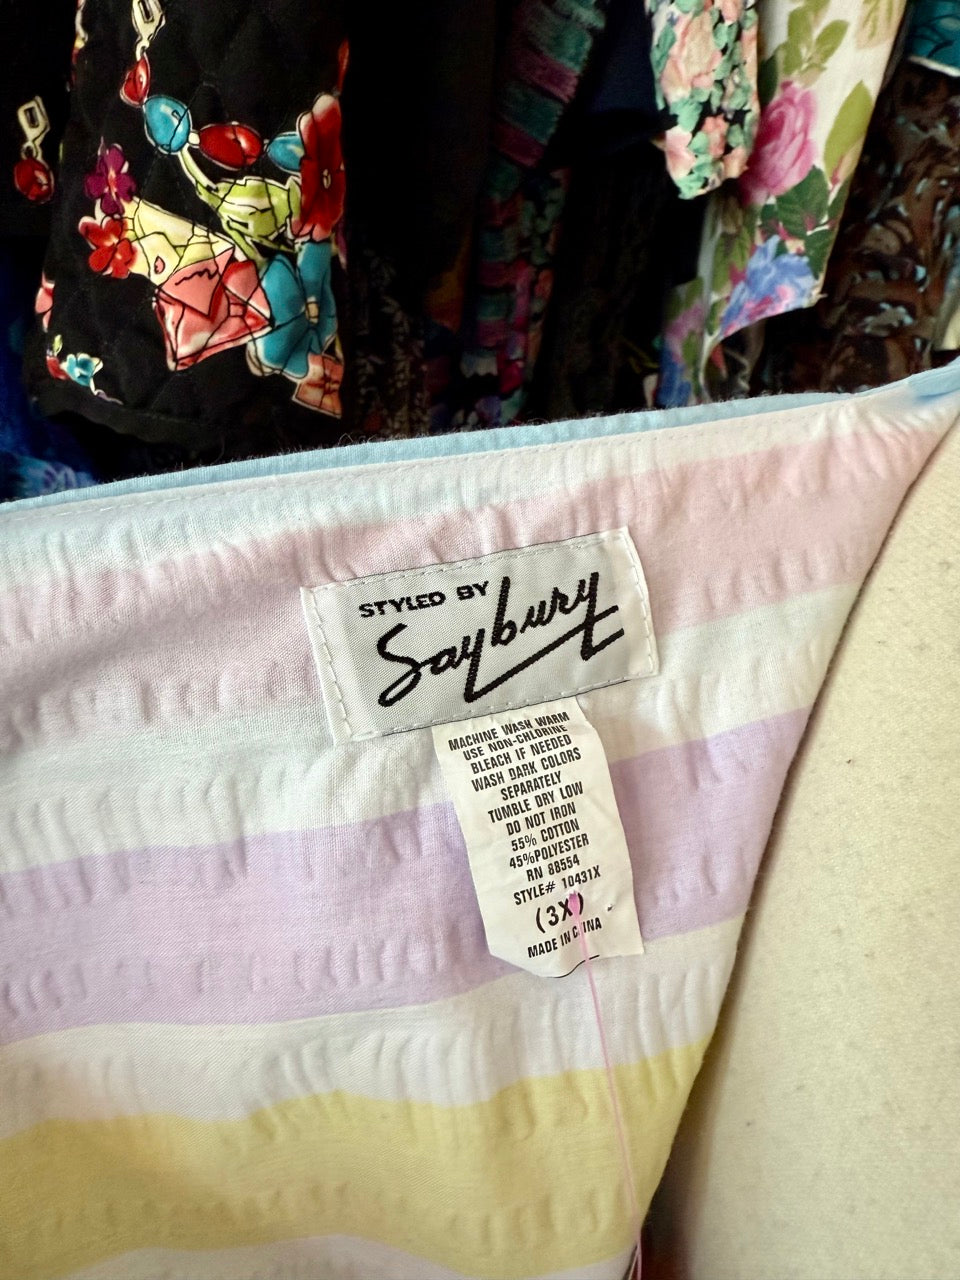 STYLED BY
Saybury
MACHINE WASH WARM
USE NON-CHLORINE
BLEACH IF NEEDED
WASH DARK COLORS
SEPARATELY
TUMBLE DRY LOW
DO NOT IRON
55% COTTON
45%POLYESTER
RN 88554
STYLE# 10431X
(3X)
MADE IN CHINA